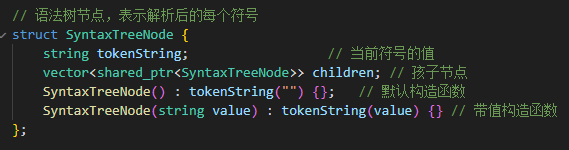 // 语法树节点，表示解析后的每个符号
struct SyntaxTreeNode {
string tokenString; // 当前符号的值
vector<shared_ptr<SyntaxTreeNode>> children; // 孩子节点
SyntaxTreeNode() : tokenString("") {}; // 默认构造函数
SyntaxTreeNode(string value) : tokenString(value) {} // 带值构造函数
};